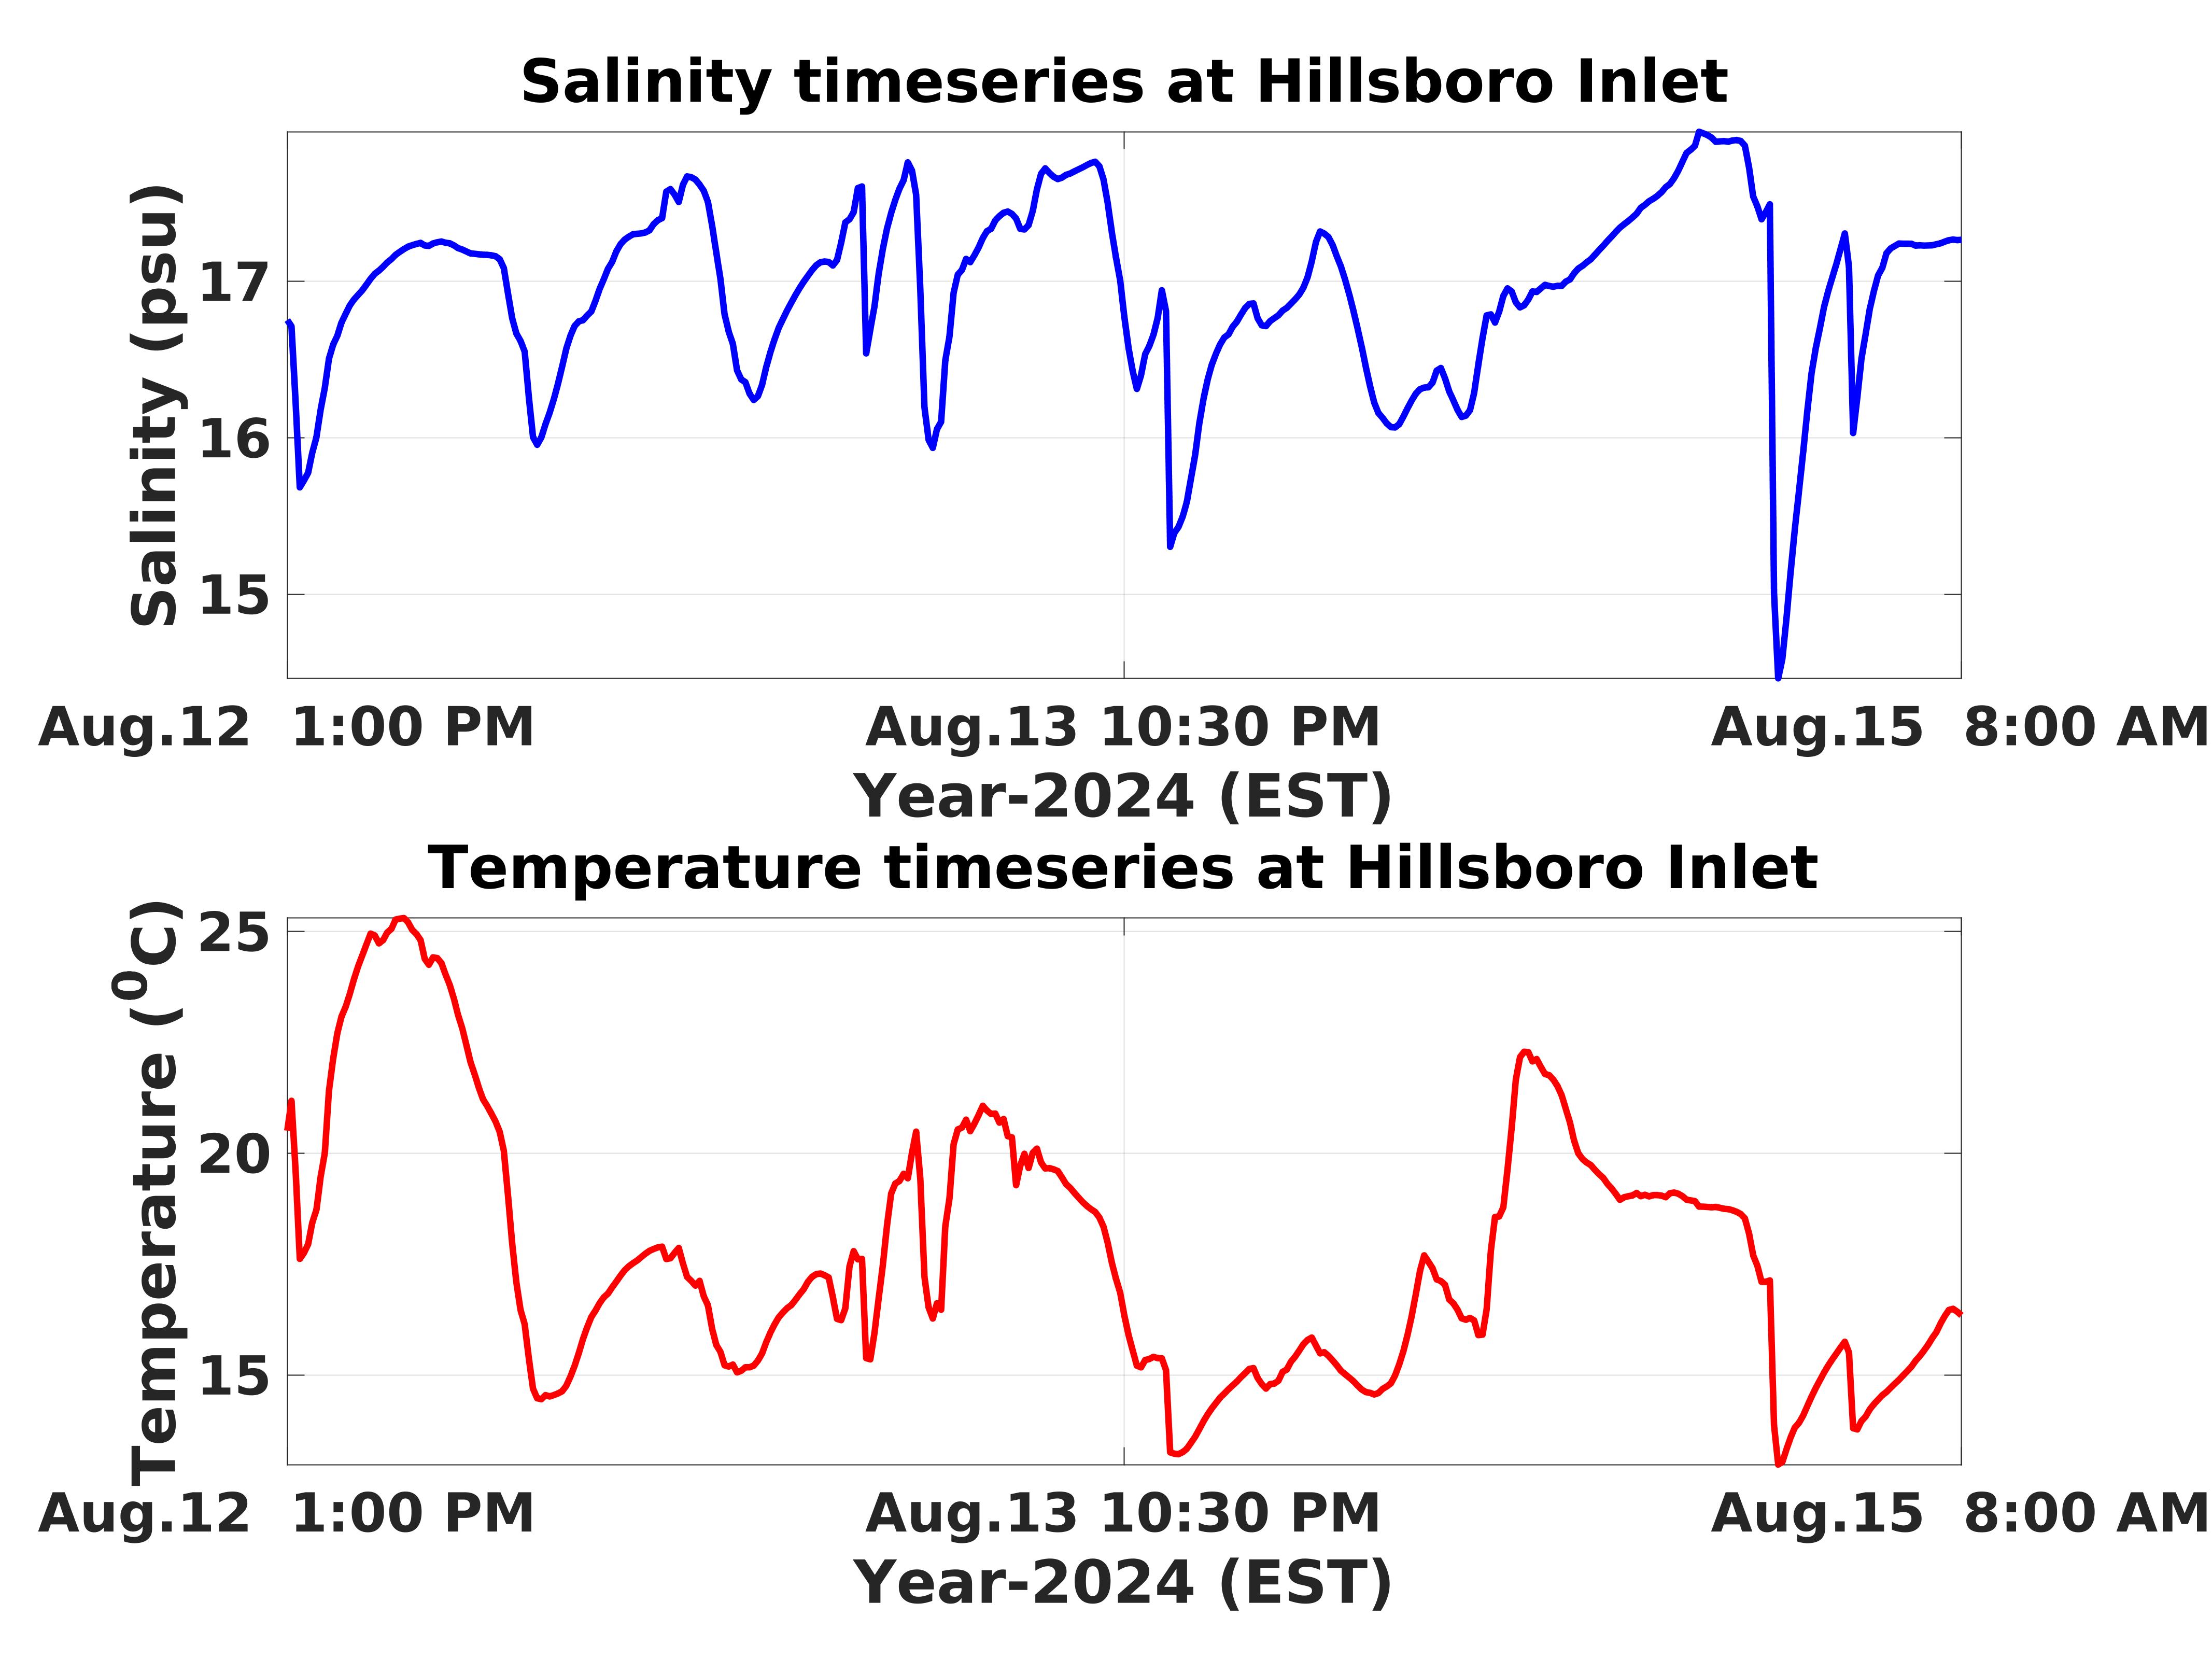 Salinity timeseries at Hillsboro Inlet
Salinity (psu)
17
16
15
Aug.12 1:00 PM
Aug.13 10:30 PM
Aug.15 8:00 AM
Year-2024 (EST)
Temperature timeseries at Hillsboro Inlet
Temperature (⁰C)
25
20
15
Aug.12 1:00 PM
Aug.13 10:30 PM
Aug.15 8:00 AM
Year-2024 (EST)